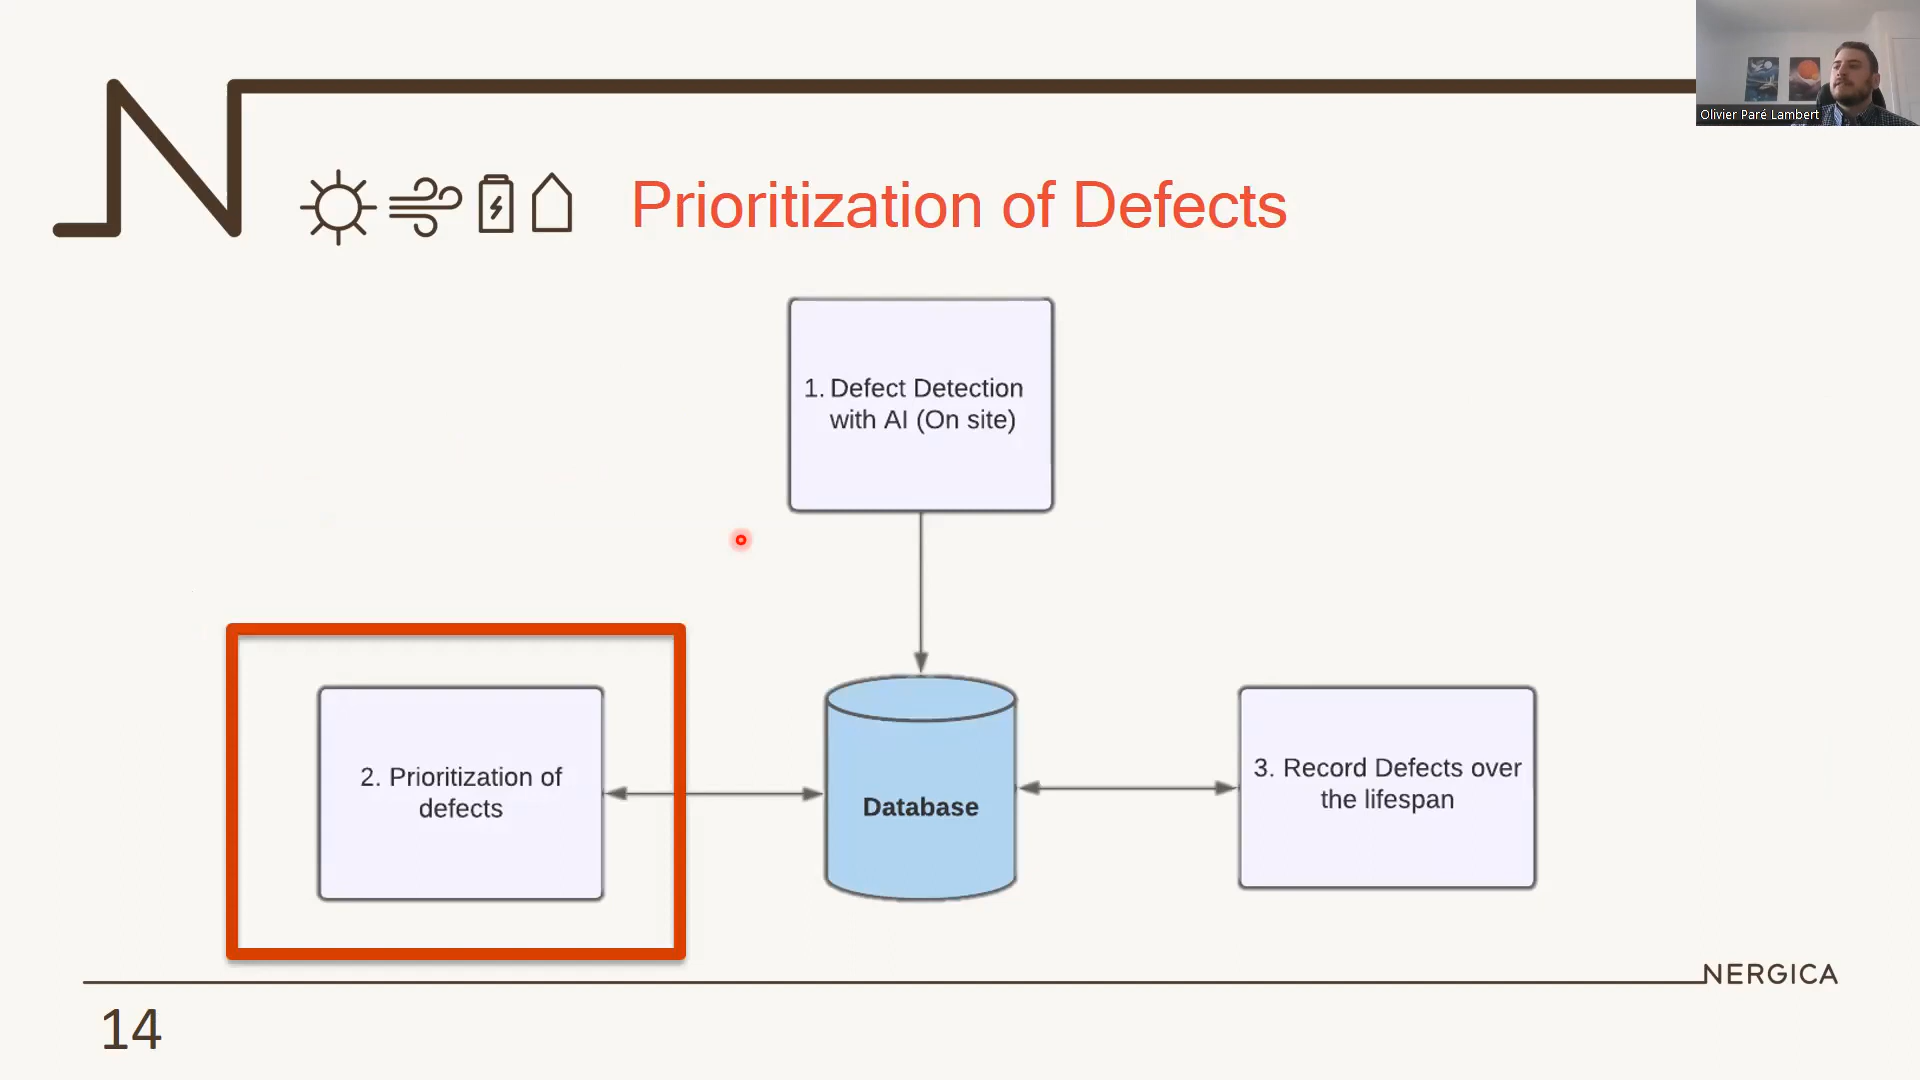 Olivier Paré Lambert
Prioritization of Defects
1. Defect Detection
with AI (On site)
2. Prioritization of
defects
Database
3. Record Defects over
the lifespan
NERGICA
14